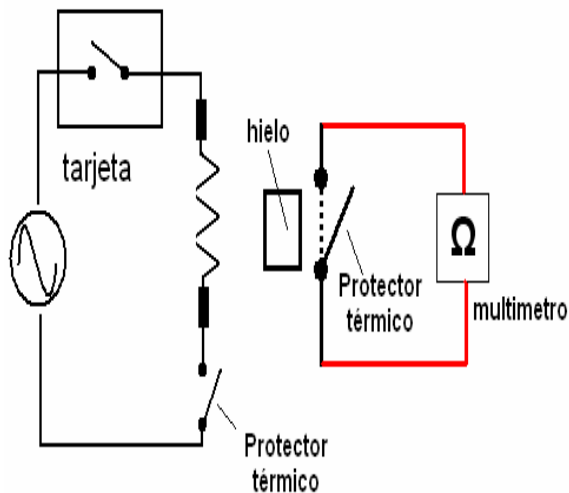 tarjeta
hielo
Ω
Protector
térmico
multimetro
Protector
térmico